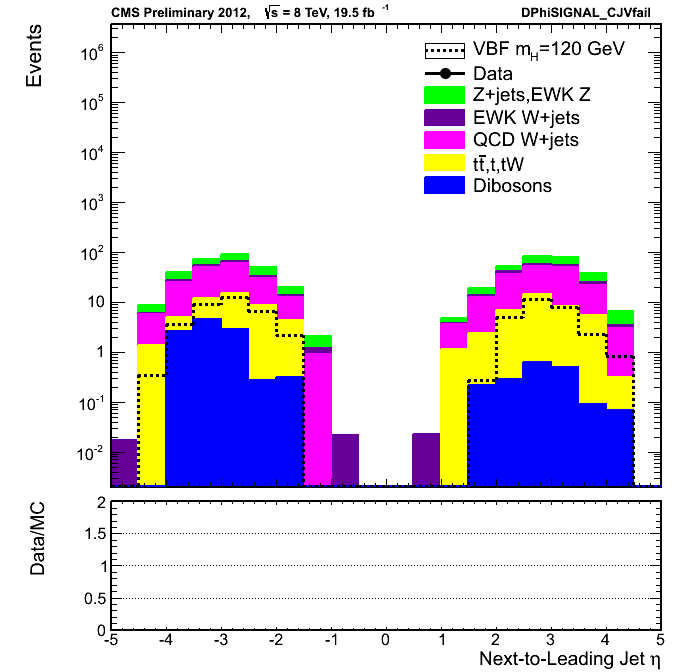 CMS Preliminary 2012, √s = 8 TeV, 19.5 fb⁻¹ DPhiSIGNAL_CJVfail
Events
10⁶
10⁵
10⁴
10³
10²
10
1
10⁻¹
10⁻²
VBF m_H=120 GeV
Data
Z+jets,EWK Z
EWK W+jets
QCD W+jets
tt̄,t,tW
Dibosons
Data/MC
2
1.5
1
0.5
0
-5 -4 -3 -2 -1 0 1 2 3 4 5
Next-to-Leading Jet η